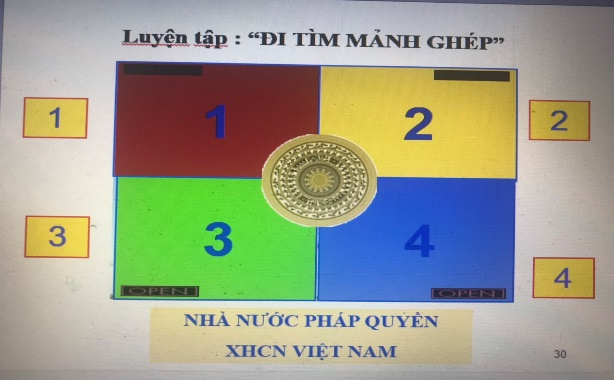 Luyện tập : “ĐI TÌM MẢNH GHÉP”
1
1
2
2
3
3
4
4
OPEN
OPEN
NHÀ NƯỚC PHÁP QUYỀN
XHCN VIỆT NAM
30